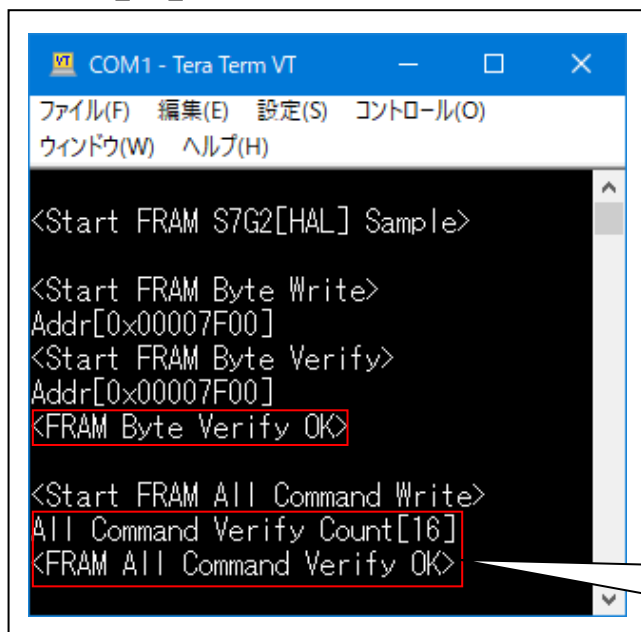 COM1 - Tera Term VT
ファイル(F) 編集(E) 設定(S) コントロール(O)
ウィンドウ(W) ヘルプ(H)
<Start FRAM S7G2[HAL] Sample>
<Start FRAM Byte Write>
Addr[0x00007F00]
<Start FRAM Byte Verify>
Addr[0x00007F00]
<FRAM Byte Verify OK>
<Start FRAM All Command Write>
All Command Verify Count[16]
<FRAM All Command Verify OK>